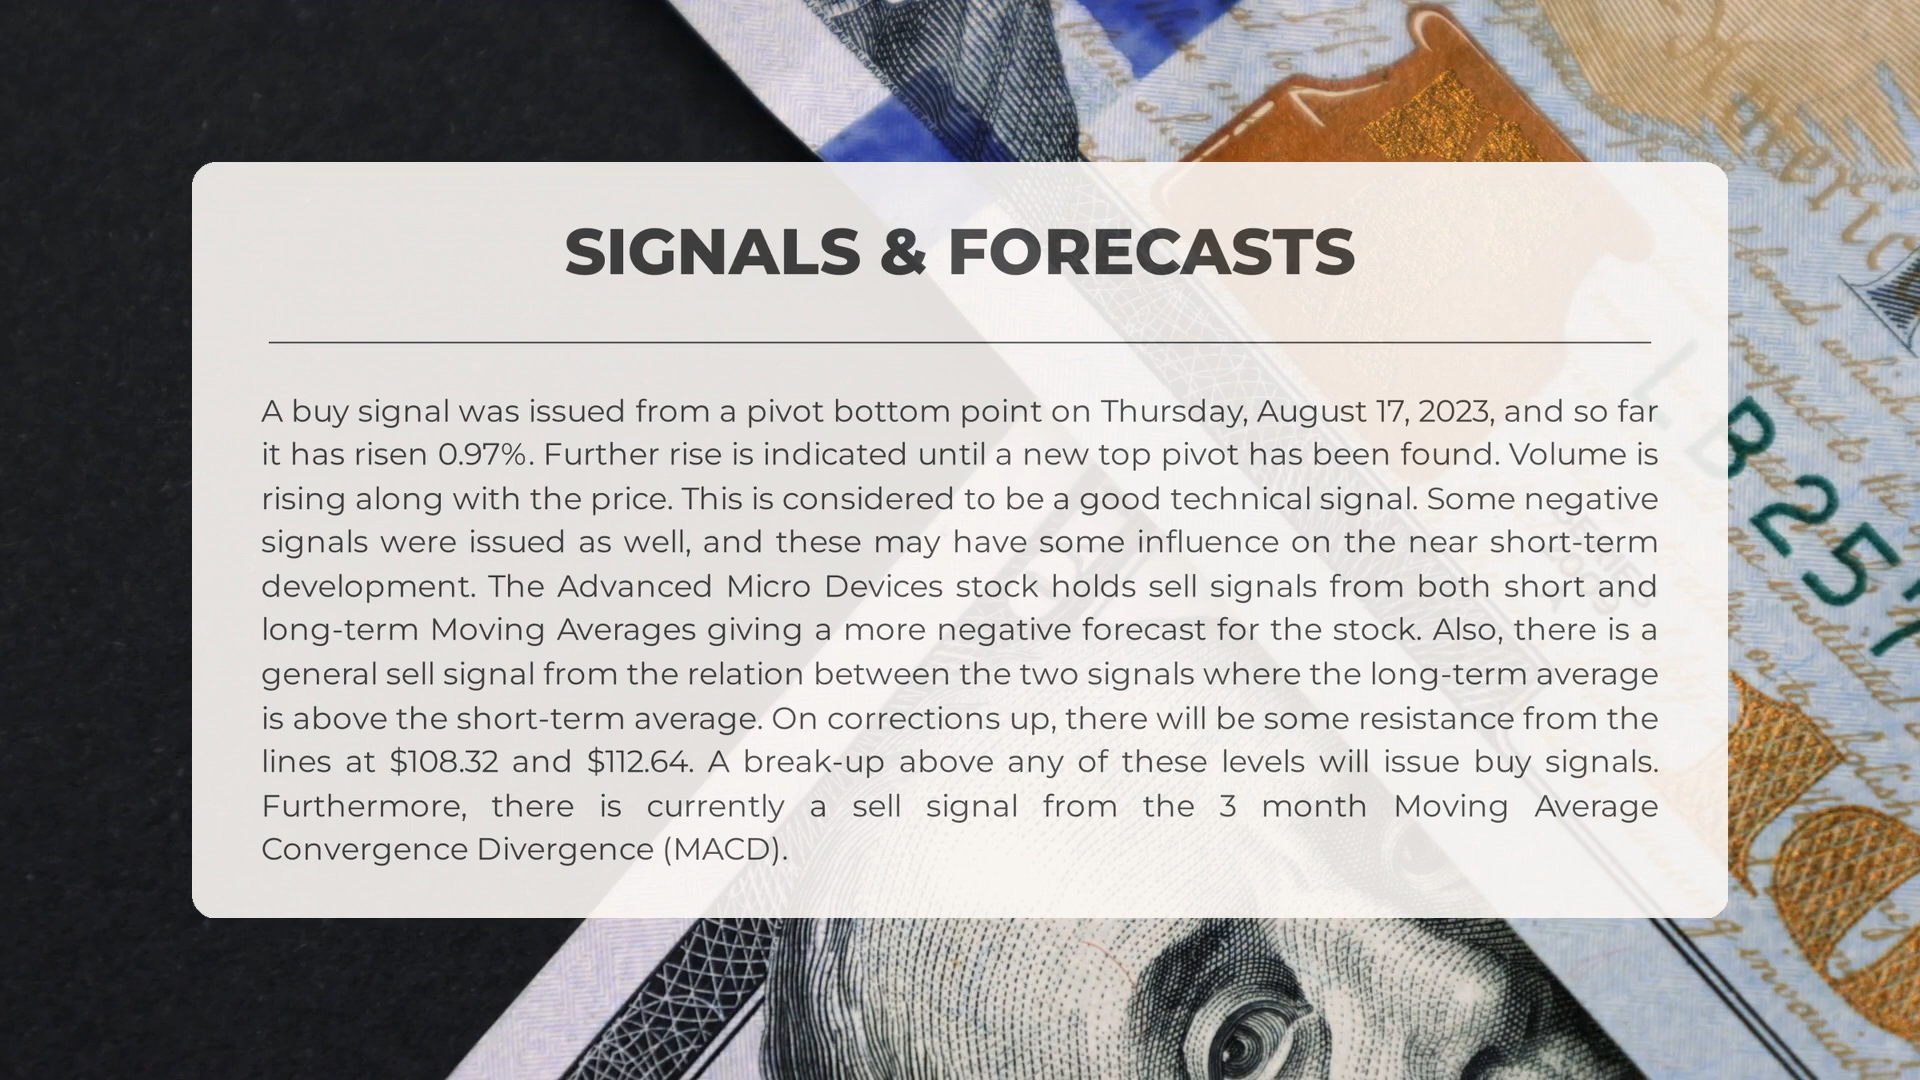 SIGNALS & FORECASTS
A buy signal was issued from a pivot bottom point on Thursday, August 17, 2023, and so far
it has risen 0.97%. Further rise is indicated until a new top pivot has been found. Volume is
rising along with the price. This is considered to be a good technical signal. Some negative
signals were issued as well, and these may have some influence on the near short-term
development. The Advanced Micro Devices stock holds sell signals from both short and
long-term Moving Averages giving a more negative forecast for the stock. Also, there is a
general sell signal from the relation between the two signals where the long-term average
is above the short-term average. On corrections up, there will be some resistance from the
lines at $108.32 and $112.64. A break-up above any of these levels will issue buy signals.
Furthermore, there is currently a sell signal from the 3 month Moving Average
Convergence Divergence (MACD).